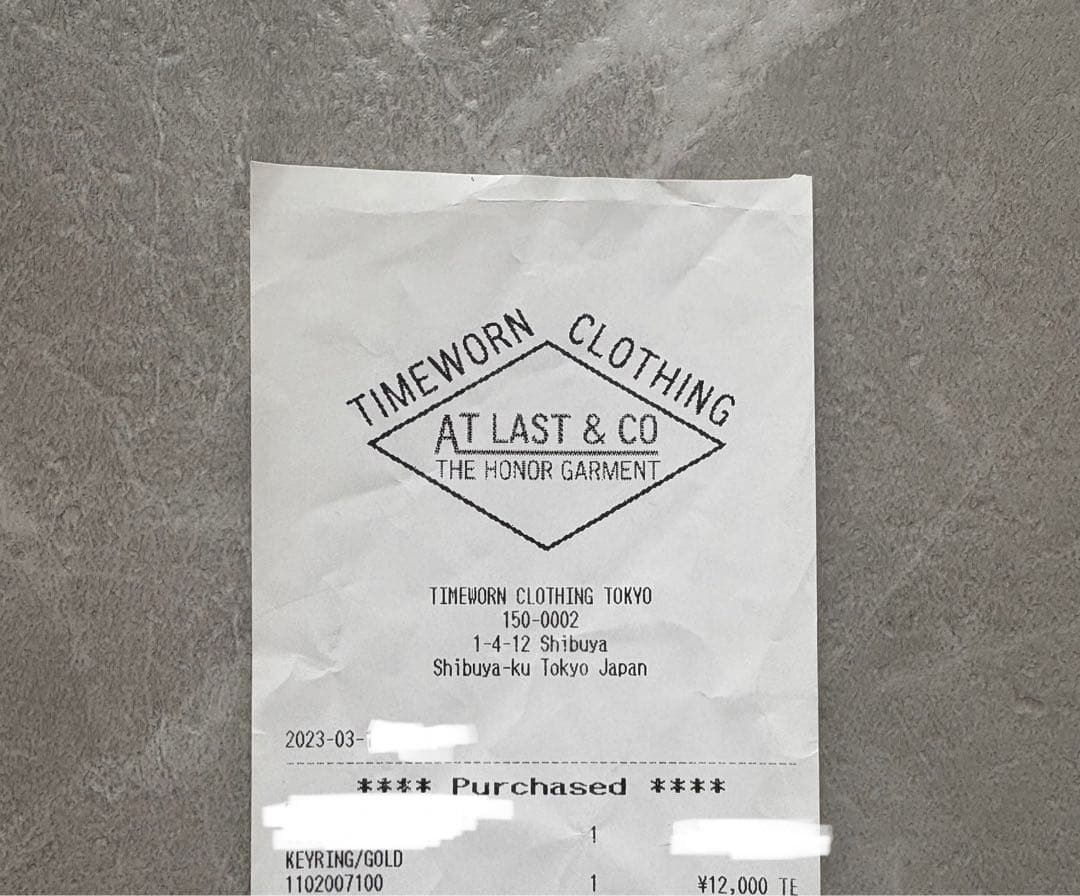 TIMEWORN CLOTHING
AT LAST & CO
THE HONOR GARMENT
TIMEWORN CLOTHING TOKYO
150-0002
1-4-12 Shibuya
Shibuya-ku Tokyo Japan
2023-03-
**** Purchased ****
1
KEYRING/GOLD
1102007100 1 ¥12,000 TE